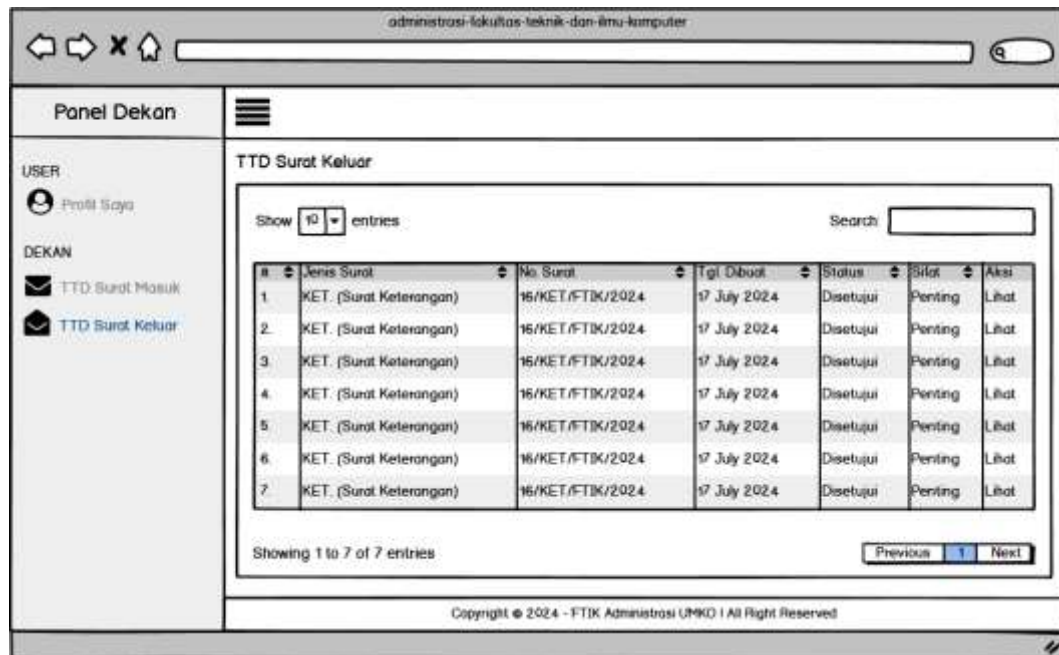 administrasi-fakultas-teknik-dan-ilmu-komputer
Panel Dekan
USER
Profil Saya
DEKAN
TTD Surat Masuk
TTD Surat Keluar
TTD Surat Keluar
Show 10 entries
Search
# Jenis Surat No. Surat Tgl. Dibuat Status Sifat Aksi
1. KET. (Surat Keterangan) 16/KET/FTIK/2024 17 July 2024 Disetujui Penting Lihat
2. KET. (Surat Keterangan) 16/KET/FTIK/2024 17 July 2024 Disetujui Penting Lihat
3. KET. (Surat Keterangan) 16/KET/FTIK/2024 17 July 2024 Disetujui Penting Lihat
4. KET. (Surat Keterangan) 16/KET/FTIK/2024 17 July 2024 Disetujui Penting Lihat
5. KET. (Surat Keterangan) 16/KET/FTIK/2024 17 July 2024 Disetujui Penting Lihat
6. KET. (Surat Keterangan) 16/KET/FTIK/2024 17 July 2024 Disetujui Penting Lihat
7. KET. (Surat Keterangan) 16/KET/FTIK/2024 17 July 2024 Disetujui Penting Lihat
Showing 1 to 7 of 7 entries
Previous 1 Next
Copyright © 2024 - FTIK Administrasi UMKO | All Right Reserved